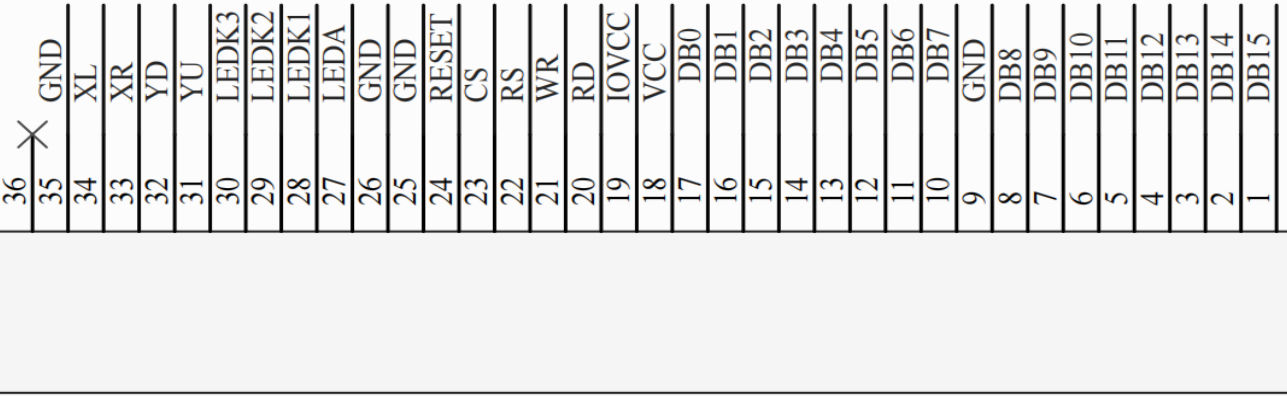 36
35 GND
34 XL
33 XR
32 YD
31 YU
30 LEDK3
29 LEDK2
28 LEDK1
27 LEDA
26 GND
25 GND
24 RESET
23 CS
22 RS
21 WR
20 RD
19 IOVCC
18 VCC
17 DB0
16 DB1
15 DB2
14 DB3
13 DB4
12 DB5
11 DB6
10 DB7
9 GND
8 DB8
7 DB9
6 DB10
5 DB11
4 DB12
3 DB13
2 DB14
1 DB15